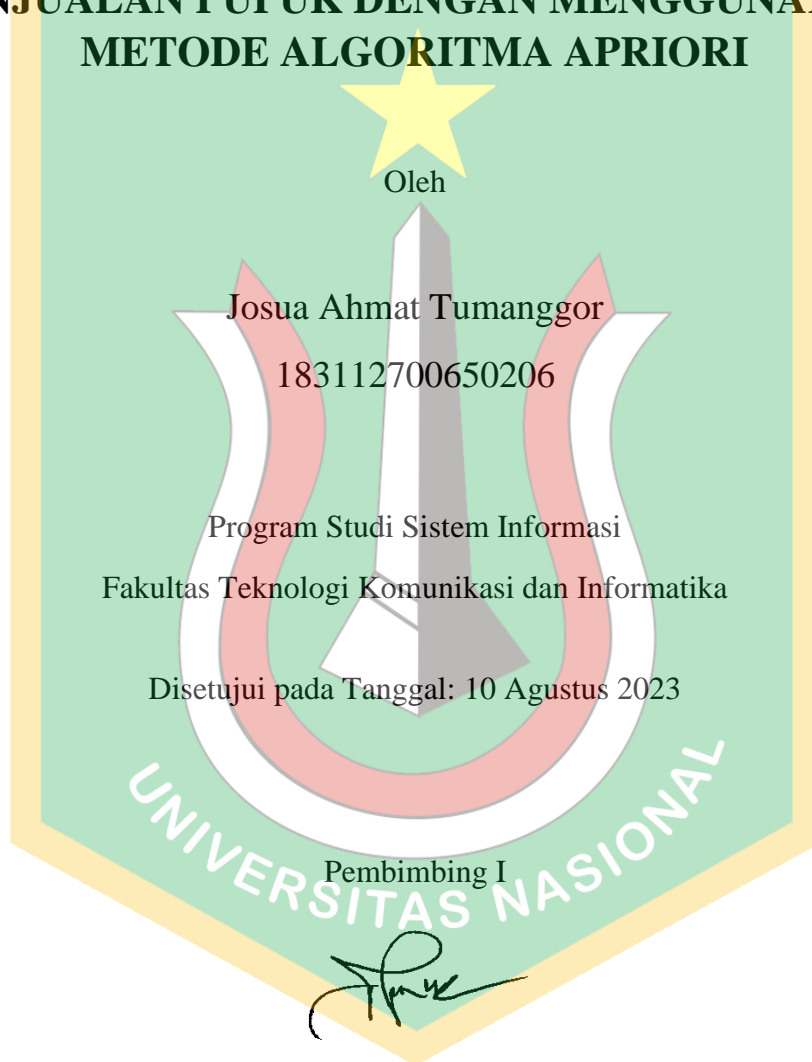 DENGAN
METODE ALGORITMA APRIORI
Oleh
Josua Ahmat Tumanggor
183112700650206
Program Studi Sistem Informasi
Fakultas Teknologi Komunikasi dan Informatika
Disetujui pada Tanggal: 10 Agustus 2023
UNIVERSITAS NASIONAL
Pembimbing I